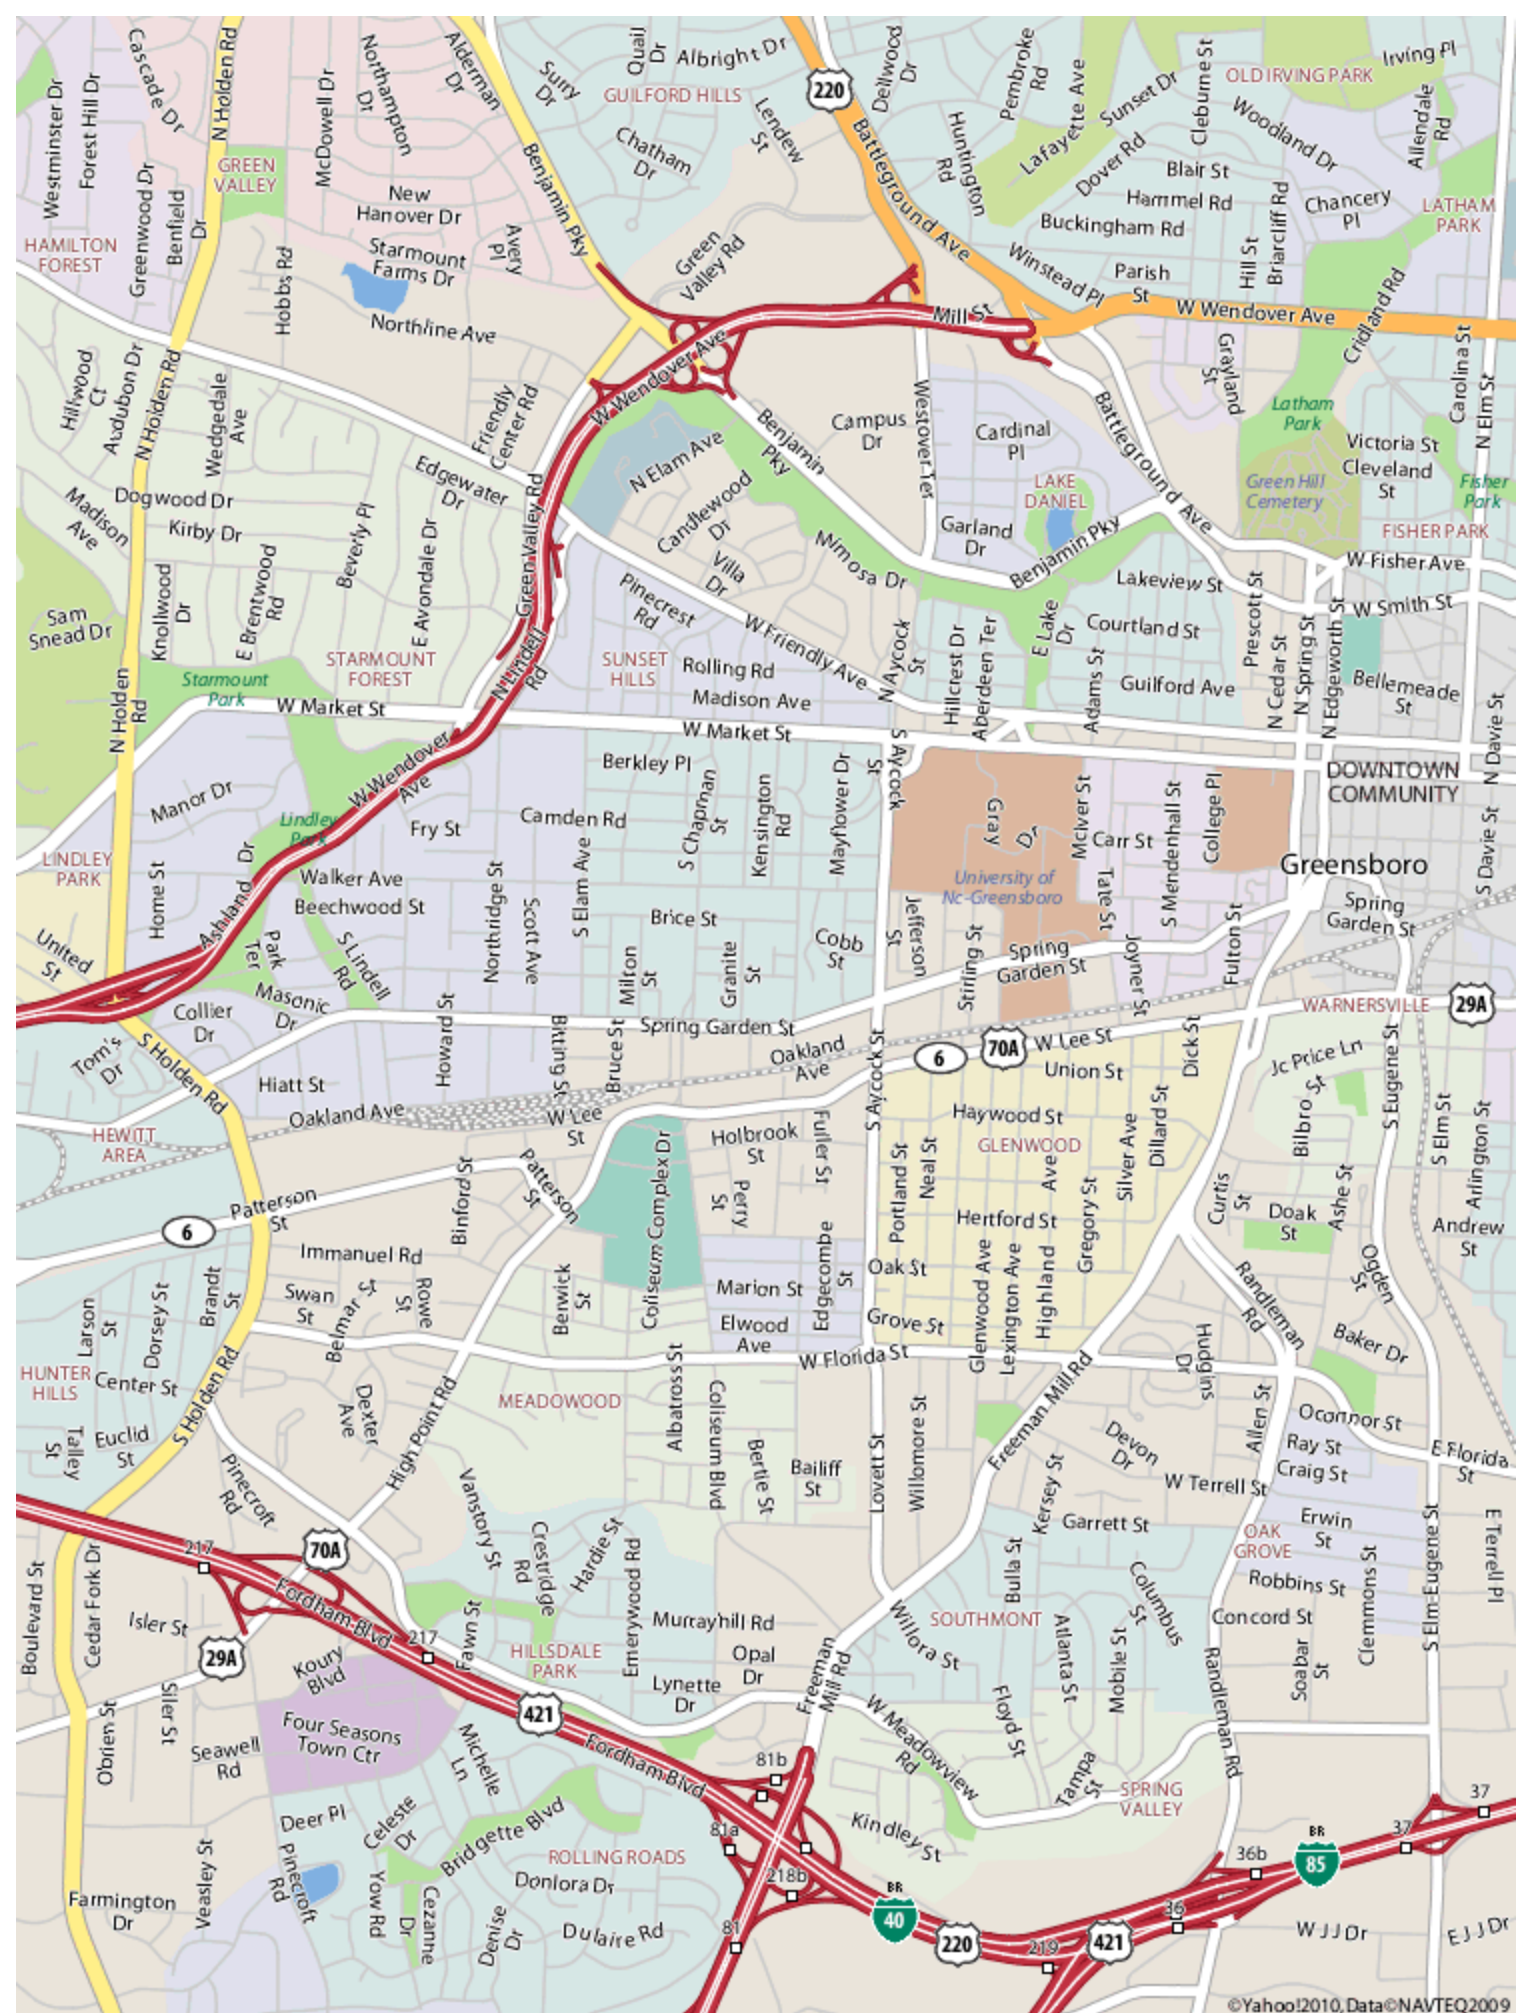 Cascade Dr
N Holden Rd
McDowell Dr
Northampton
Dr
Alderman
Dr
Surry
Dr
Quail
Dr
Albright Dr
GUILFORD HILLS
220
Dellwood
Dr
Pembroke
Rd
Lafayette Ave
Sunset Dr
Cleburne St
OLD IRVING PARK
Irving Pl
Westminster Dr
Forest Hill Dr
GREEN
VALLEY
Benjamin Pky
Chatham
Dr
Lendew
St
Battleground Ave
Huntington
Rd
Dover Rd
Woodland Dr
Allendale
Rd
Blair St
Hammel Rd
Buckingham Rd
Briarcliff Rd
Hill St
Chancery
Pl
LATHAM
PARK
HAMILTON
FOREST
Greenwood Dr
Benfield
Dr
New
Hanover Dr
Starmount
Farms Dr
Avery
Pl
Hobbs Rd
Northline Ave
Green
Valley Rd
Winstead Pl
Parish
St
Mill St
W Wendover Ave
Cridland Rd
Carolina St
N Elm St
Hillwood
Ct
Audubon Dr
N Holden Rd
Wedgedale
Ave
Friendly
Center Rd
W Wendover Ave
Benjamin
Pky
Campus
Dr
Westover Ter
Cardinal
Pl
Battleground Ave
Grayland
St
Latham
Park
Victoria St
Cleveland
St
Green Hill
Cemetery
Fisher
Park
FISHER PARK
Madison
Ave
Dogwood Dr
Kirby Dr
Beverly Pl
Edgewater
Dr
Green Valley Rd
N Elam Ave
Candlewood
Dr
Villa
Dr
Nimosa Dr
Garland
Dr
LAKE
DANIEL
Benjamin Pky
Lakeview St
W Fisher Ave
W Smith St
Sam
Snead Dr
Knollwood
Dr
E Brentwood
Rd
E Avondale Dr
STARMOUNT
FOREST
Starmount
Park
N Lindell
Rd
Pinecrest
Rd
SUNSET
HILLS
W Friendly Ave
Rolling Rd
Madison Ave
N Aycock
St
Hillcrest Dr
Aberdeen Ter
E Lake
Dr
Courtland St
Guilford Ave
Adams St
Prescott St
N Cedar St
N Spring St
N Edgeworth St
Bellemeade
St
N Davie St
N Holden
Rd
W Market St
W Market St
S Aycock
St
Manor Dr
W Wendover
Ave
Lindley
Park
Fry St
Berkley Pl
Camden Rd
S Chapman
St
Kensington
Rd
Mayflower Dr
Gray
Dr
McIver St
Carr St
S Mendenhall St
College Pl
DOWNTOWN
COMMUNITY
Greensboro
S Davie St
LINDLEY
PARK
Home St
Ashland
Dr
Walker Ave
Beechwood St
Northridge St
Scott Ave
S Elam Ave
Brice St
Cobb
St
Jefferson
St
University of
Nc-Greensboro
Tate St
Joyner St
Fulton St
Spring
Garden St
Spring
Garden St
United
St
Park
Ter
S Lindell
Rd
Masonic
Dr
Collier
Dr
Milton
St
Granite
St
Stirling St
WARNERSVILLE
29A
Tom's
Dr
S Holden Rd
Howard St
Bitting St
Bruce St
Spring Garden St
Oakland
Ave
6
70A
W Lee St
Union St
Dick St
Jc Price Ln
Hiatt St
Oakland Ave
W Lee
St
S Aycock St
Haywood St
GLENWOOD
Silver Ave
Dillard St
Bilbro St
S Eugene St
S Elm St
Arlington St
HEWITT
AREA
Patterson
St
6
Binford St
Patterson
St
Coliseum Complex Dr
Holbrook
St
Fuller St
Perry
St
Portland St
Neal St
Hertford St
Gregory St
Curtis
St
Doak
St
Ashe St
Andrew
St
Immanuel Rd
Swan
St
Belmar St
Rowe
St
Berwick
St
Marion St
Elwood
Ave
Edgecombe
St
Oak St
Grove St
Glenwood Ave
Lexington Ave
Highland
Ave
Randleman
Rd
Ogden
St
Baker Dr
Larson
St
Dorsey St
Brandt
St
HUNTER
HILLS
Center St
Euclid
St
Talley
St
S Holden Rd
Dexter
Ave
High Point Rd
MEADOWOOD
Albatross St
Coliseum Blvd
W Florida St
Bertie St
Bailiff
St
Lovett St
Willomore St
Freeman Mill Rd
Hudgins
Dr
Devon
Dr
Allen St
Oconnor St
Ray St
Craig St
W Terrell St
E Florida
St
Pinecroft
Rd
Vanstory St
Crestridge
Rd
Hardie St
Emerywood Rd
Kersey St
Garrett St
OAK
GROVE
Erwin
St
Robbins St
Clemmons St
E Terrell Pl
217
70A
Boulevard St
Cedar Fork Dr
Isler St
29A
Fordham Blvd
217
Koury
Blvd
Fawn St
HILLSDALE
PARK
Murrayhill Rd
Opal
Dr
Lynette
Dr
Willora St
SOUTHMONT
Bulla St
Atlanta St
Mobile St
Columbus
St
Concord St
Soabar
St
S Elm-Eugene St
Randleman Rd
Obrien St
Siler St
Seawell
Rd
Four Seasons
Town Ctr
421
Michelle
Ln
Fordham Blvd
Freeman
Mill Rd
W Meadowview
Rd
Floyd St
Tampa
St
SPRING
VALLEY
Deer Pl
Celeste
Dr
Bridgette Blvd
81b
81a
Kindley St
37
37
BR
85
36b
Veasley St
Farmington
Dr
Pinecroft
Rd
Yow Rd
Cezanne
Dr
Denise
Dr
ROLLING ROADS
Donlora Dr
Dulaire Rd
218b
81
BR
40
220
219
421
36
W J J Dr
E J J Dr
©Yahoo!2010, Data©NAVTEQ2009